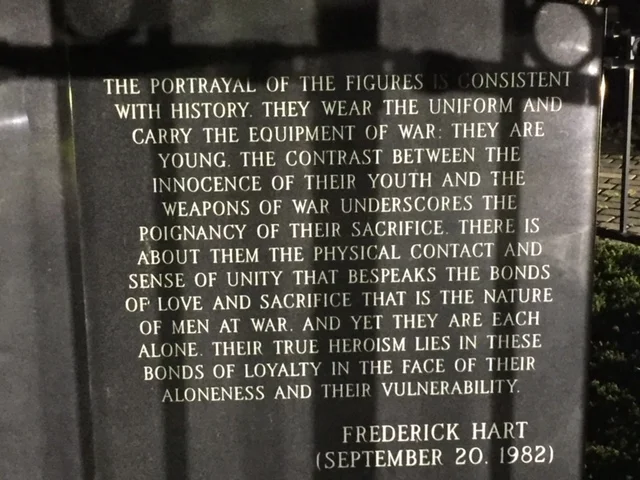 THE PORTRAYAL OF THE FIGURES IS CONSISTENT
WITH HISTORY. THEY WEAR THE UNIFORM AND
CARRY THE EQUIPMENT OF WAR: THEY ARE
YOUNG. THE CONTRAST BETWEEN THE
INNOCENCE OF THEIR YOUTH AND THE
WEAPONS OF WAR UNDERSCORES THE
POIGNANCY OF THEIR SACRIFICE. THERE IS
ABOUT THEM THE PHYSICAL CONTACT AND
SENSE OF UNITY THAT BESPEAKS THE BONDS
OF LOVE AND SACRIFICE THAT IS THE NATURE
OF MEN AT WAR. AND YET THEY ARE EACH
ALONE. THEIR TRUE HEROISM LIES IN THESE
BONDS OF LOYALTY IN THE FACE OF THEIR
ALONENESS AND THEIR VULNERABILITY.
FREDERICK HART
(SEPTEMBER 20. 1982)